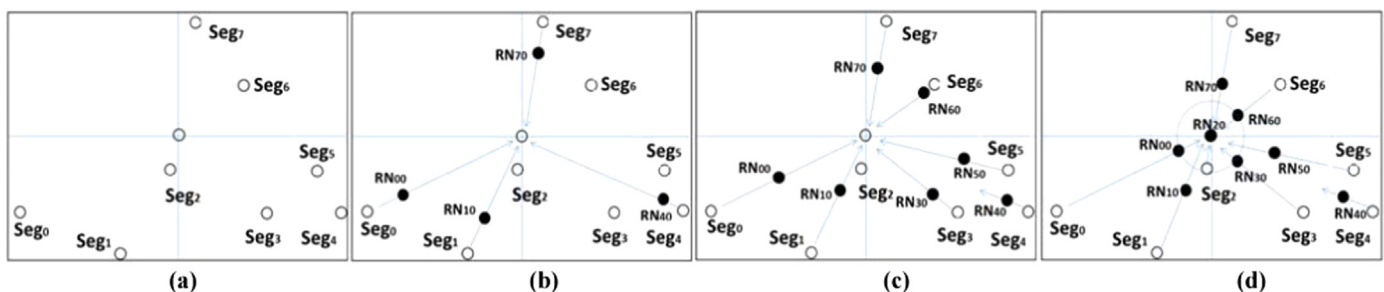 Seg7
Seg6
Seg5
Seg2
Seg0
Seg1
Seg3
Seg4
(a)
Seg7
RN70
Seg6
Seg5
RN00
Seg2
RN10
RN40
Seg0
Seg1
Seg3
Seg4
(b)
Seg7
RN70
Seg6
RN60
Seg5
RN50
RN00
RN10
Seg2
RN30
RN40
Seg0
Seg1
Seg3
Seg4
(c)
Seg7
RN70
Seg6
RN60
RN20
RN00
Seg5
RN50
RN30
RN10
Seg2
RN40
Seg0
Seg1
Seg3
Seg4
(d)